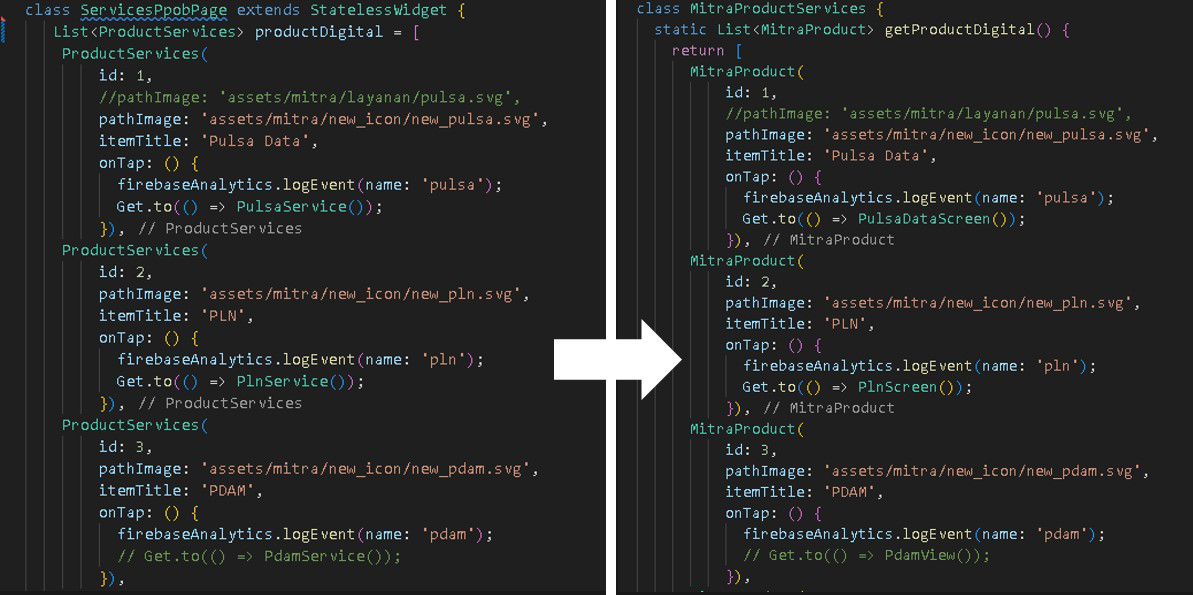 class ServicesPpobPage extends StatelessWidget {
List<ProductServices> productDigital = [
ProductServices(
id: 1,
//pathImage: 'assets/mitra/layanan/pulsa.svg',
pathImage: 'assets/mitra/new_icon/new_pulsa.svg',
itemTitle: 'Pulsa Data',
onTap: () {
firebaseAnalytics.logEvent(name: 'pulsa');
Get.to(() => PulsaService());
}), // ProductServices
ProductServices(
id: 2,
pathImage: 'assets/mitra/new_icon/new_pln.svg',
itemTitle: 'PLN',
onTap: () {
firebaseAnalytics.logEvent(name: 'pln');
Get.to(() => PlnService());
}), // ProductServices
ProductServices(
id: 3,
pathImage: 'assets/mitra/new_icon/new_pdam.svg',
itemTitle: 'PDAM',
onTap: () {
firebaseAnalytics.logEvent(name: 'pdam');
// Get.to(() => PdamService());
}),
class MitraProductServices {
static List<MitraProduct> getProductDigital() {
return [
MitraProduct(
id: 1,
//pathImage: 'assets/mitra/layanan/pulsa.svg',
pathImage: 'assets/mitra/new_icon/new_pulsa.svg',
itemTitle: 'Pulsa Data',
onTap: () {
firebaseAnalytics.logEvent(name: 'pulsa');
Get.to(() => PulsaDataScreen());
}), // MitraProduct
MitraProduct(
id: 2,
pathImage: 'assets/mitra/new_icon/new_pln.svg',
itemTitle: 'PLN',
onTap: () {
firebaseAnalytics.logEvent(name: 'pln');
Get.to(() => PlnScreen());
}), // MitraProduct
MitraProduct(
id: 3,
pathImage: 'assets/mitra/new_icon/new_pdam.svg',
itemTitle: 'PDAM',
onTap: () {
firebaseAnalytics.logEvent(name: 'pdam');
// Get.to(() => PdamView());
}),